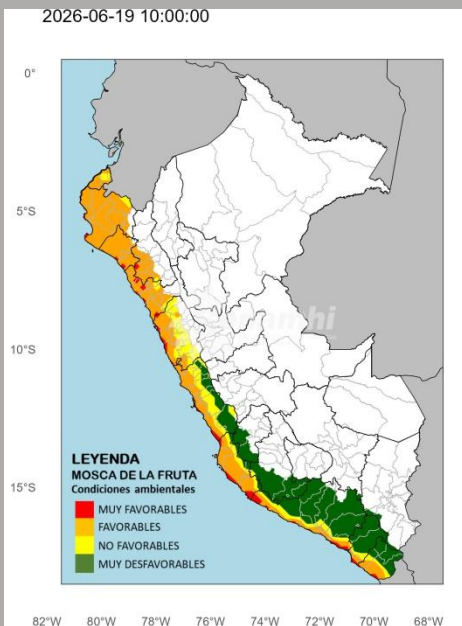 2026-06-19 10:00:00
0°
5°S
10°S
15°S
LEYENDA
MOSCA DE LA FRUTA
Condiciones ambientales
MUY FAVORABLES
FAVORABLES
NO FAVORABLES
MUY DESFAVORABLES
82°W 80°W 78°W 76°W 74°W 72°W 70°W 68°W